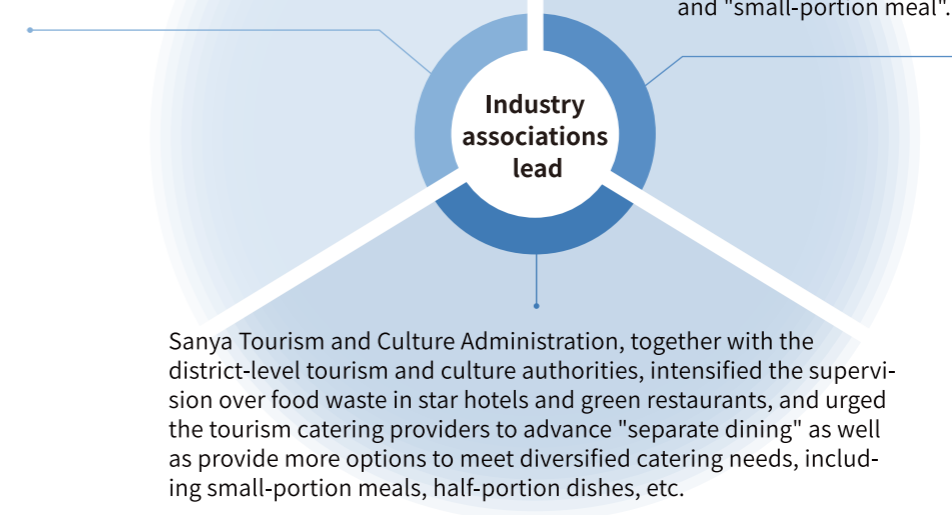 and "small-portion meal".
Industry
associations
lead
Sanya Tourism and Culture Administration, together with the
district-level tourism and culture authorities, intensified the supervi-
sion over food waste in star hotels and green restaurants, and urged
the tourism catering providers to advance "separate dining" as well
as provide more options to meet diversified catering needs, includ-
ing small-portion meals, half-portion dishes, etc.